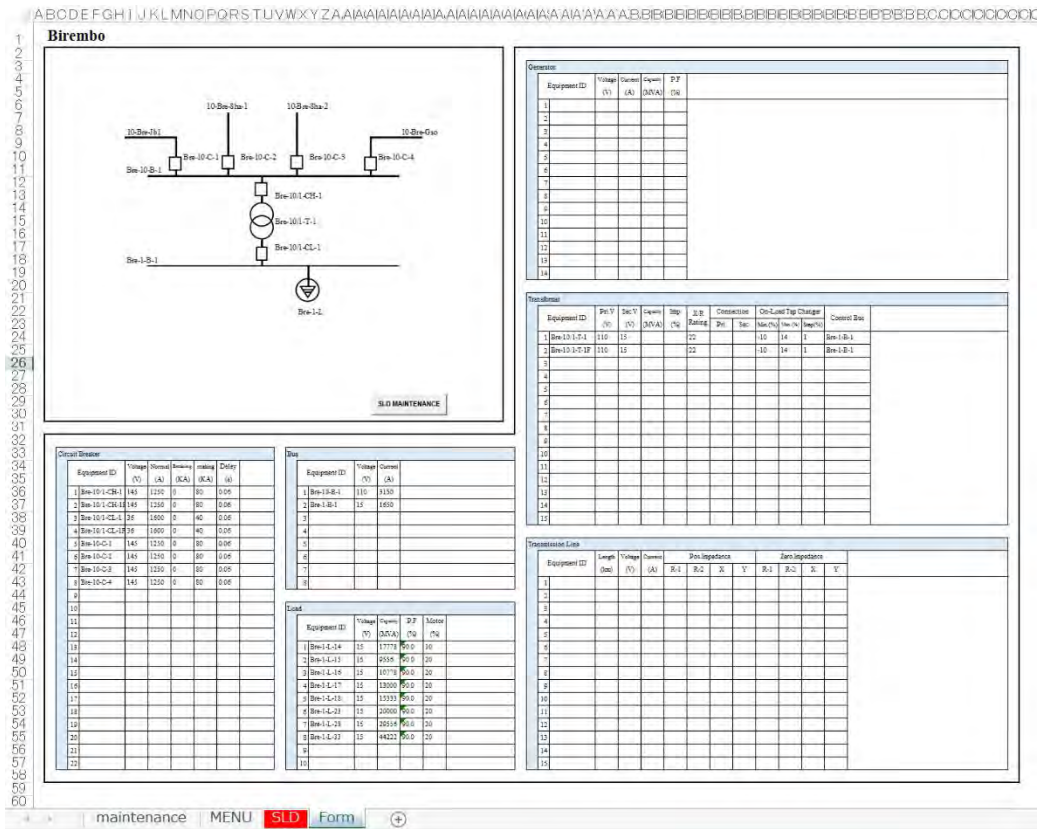 Birembo
10-Bre-Sha-1 10-Bre-Sha-2
10-Bre-Jb1 10-Bre-Gao
Bre-10-C-1 Bre-10-C-2 Bre-10-C-3 Bre-10-C-4
Bre-10-B-1
Bre-10/1-CH-1
Bre-10/1-T-1
Bre-10/1-CL-1
Bre-1-B-1
Bre-1-L
SLD MAINTENANCE
Generator
Equipment ID Voltage (V) Current (A) Capacity (MVA) P.F (%)
Transformer
Equipment ID Pri.V (V) Sec.V (V) Capacity (MVA) Imp. (%) X/R Rating Connection Pri. Sec. On-Load Tap Changer Min.(%) Max.(%) Step(%) Control Bus
1 Bre-10/1-T-1 110 15 22 -10 14 1 Bre-1-B-1
2 Bre-10/1-T-1F 110 15 22 -10 14 1 Bre-1-B-1
Circuit Breaker
Equipment ID Voltage (V) Normal (A) Breaking (KA) making (KA) Delay (s)
1 Bre-10/1-CH-1 145 1250 0 80 0.06
2 Bre-10/1-CH-1F 145 1250 0 80 0.06
3 Bre-10/1-CL-1 36 1600 0 40 0.06
4 Bre-10/1-CL-1F 36 1600 0 40 0.06
5 Bre-10-C-1 145 1250 0 80 0.06
6 Bre-10-C-2 145 1250 0 80 0.06
7 Bre-10-C-3 145 1250 0 80 0.06
8 Bre-10-C-4 145 1250 0 80 0.06
Bus
Equipment ID Voltage (V) Current (A)
1 Bre-10-B-1 110 3150
2 Bre-1-B-1 15 1650
Load
Equipment ID Voltage (V) Capacity (MVA) P.F (%) Motor (%)
1 Bre-1-L-14 15 17778 90.0 10
2 Bre-1-L-15 15 9556 90.0 20
3 Bre-1-L-16 15 10778 90.0 20
4 Bre-1-L-17 15 13000 90.0 20
5 Bre-1-L-18 15 15333 90.0 20
6 Bre-1-L-23 15 20000 90.0 20
7 Bre-1-L-28 15 29556 90.0 20
8 Bre-1-L-33 15 44222 90.0 20
Transmission Line
Equipment ID Length (km) Voltage (V) Current (A) Pos.Impedance R-1 R-2 X Y Zero.Impedance R-1 R-2 X Y
maintenance MENU SLD Form